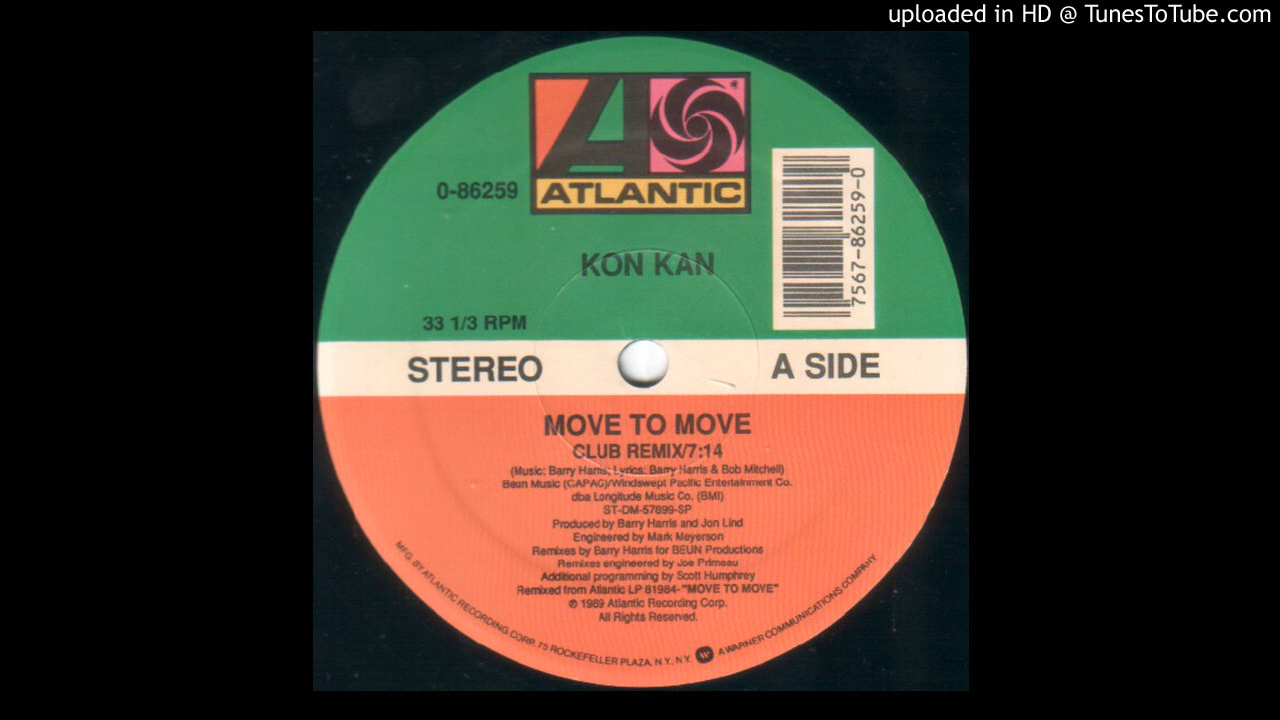 uploaded in HD @ TunesToTube.com
ATLANTIC
0-86259
7567-86259-0
KON KAN
33 1/3 RPM
STEREO
A SIDE
MOVE TO MOVE
CLUB REMIX/7:14
(Music: Barry Harris; Lyrics: Barry Harris & Bob Mitchell)
Beun Music (CAPAC)/Windswept Pacific Entertainment Co.
dba Longitude Music Co. (BMI)
ST-DM-57899-SP
Produced by Barry Harris and Jon Lind
Engineered by Mark Meyerson
Remixes by Barry Harris for BEUN Productions
Remixes engineered by Joe Primeau
Additional programming by Scott Humphrey
Remixed from Atlantic LP 81984-"MOVE TO MOVE"
℗ 1989 Atlantic Recording Corp.
All Rights Reserved.
MFG. BY ATLANTIC RECORDING CORP. 75 ROCKEFELLER PLAZA, N.Y. N.Y. W A WARNER COMMUNICATIONS COMPANY